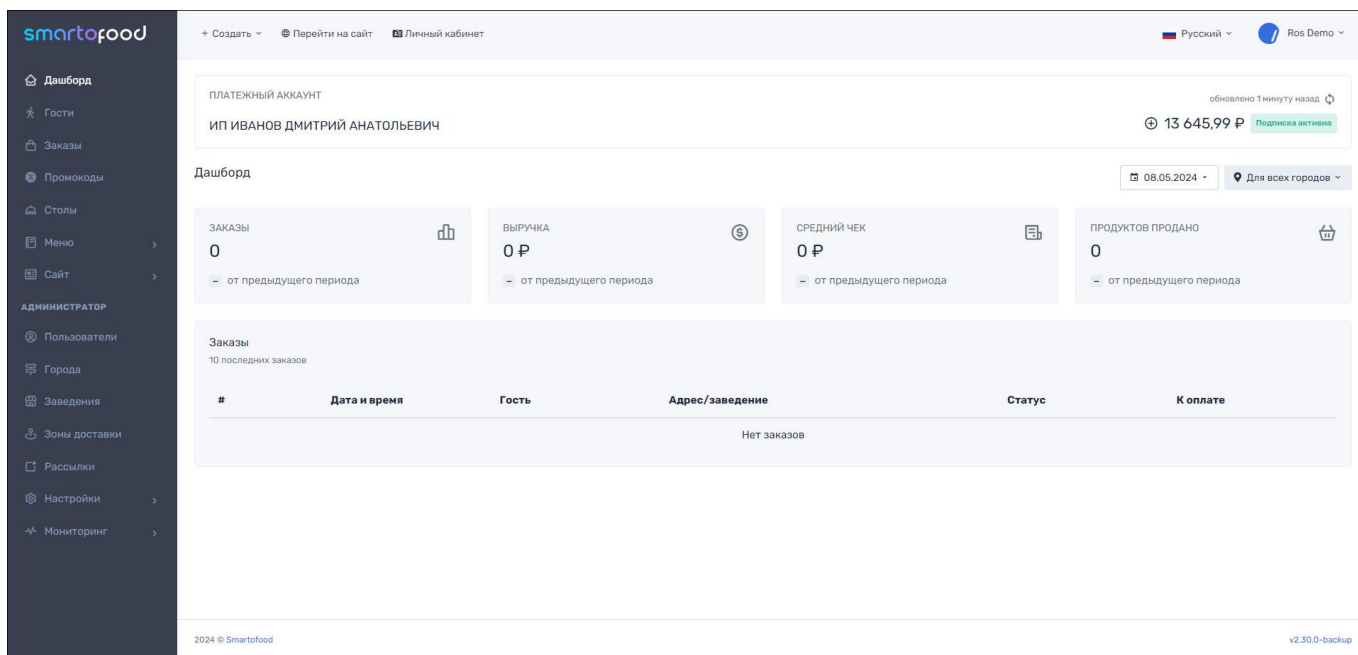 smartofood
+ Создать
Перейти на сайт
Личный кабинет
Русский
Ros Demo
Дашборд
Гости
Заказы
Промокоды
Столы
Меню
Сайт
АДМИНИСТРАТОР
Пользователи
Города
Заведения
Зоны доставки
Рассылки
Настройки
Мониторинг
ПЛАТЕЖНЫЙ АККАУНТ
обновлено 1 минуту назад
ИП ИВАНОВ ДМИТРИЙ АНАТОЛЬЕВИЧ
13 645,99 ₽ Подписка активна
Дашборд
08.05.2024
Для всех городов
ЗАКАЗЫ
0
– от предыдущего периода
ВЫРУЧКА
0 ₽
– от предыдущего периода
СРЕДНИЙ ЧЕК
0 ₽
– от предыдущего периода
ПРОДУКТОВ ПРОДАНО
0
– от предыдущего периода
Заказы
10 последних заказов
# Дата и время Гость Адрес/заведение Статус К оплате
Нет заказов
2024 © Smartofood
v2.30.0-backup